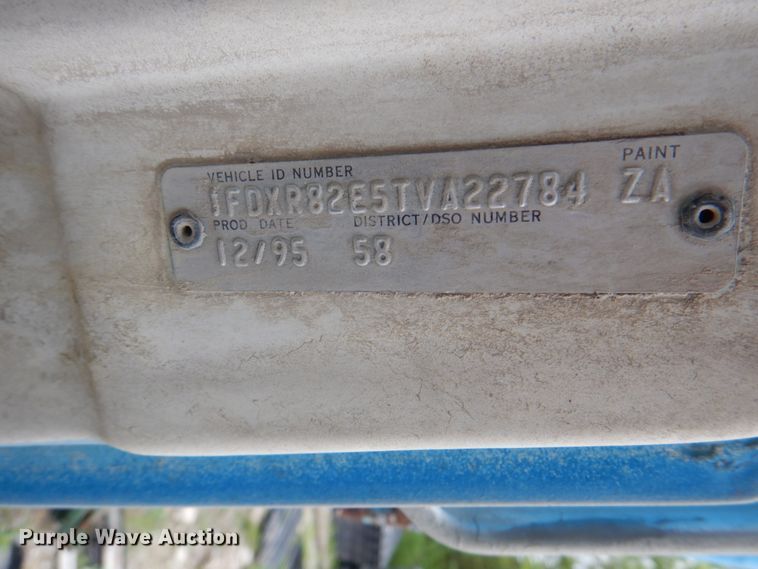 PAINT
VEHICLE ID NUMBER
1FDXR82E5TVA22784 ZA
PROD DATE DISTRICT/DSO NUMBER
12/95 58
Purple Wave Auction